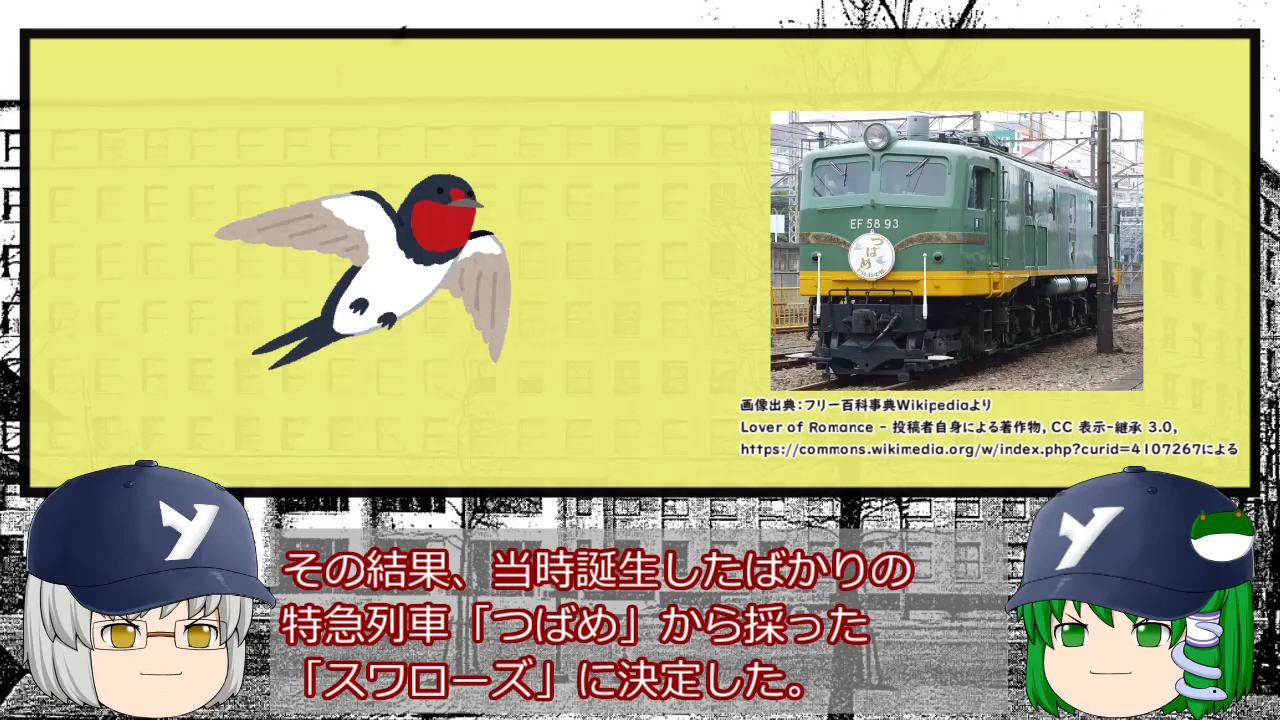 EF 58 93
つばめ
画像出典：フリー百科事典Wikipediaより
Lover of Romance - 投稿者自身による著作物, CC 表示-継承 3.0,
https://commons.wikimedia.org/w/index.php?curid=4107267による
Y
Y
その結果、当時誕生したばかりの
特急列車「つばめ」から採った
「スワローズ」に決定した。